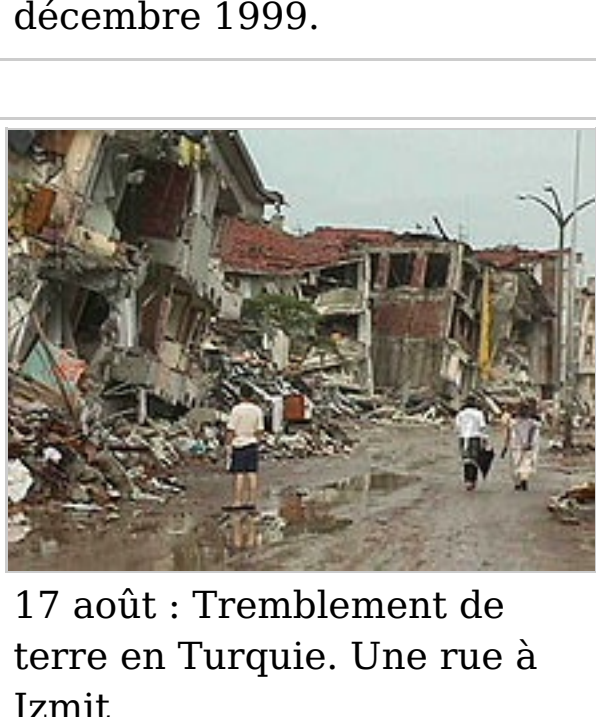 décembre 1999.
17 août : Tremblement de
terre en Turquie. Une rue à
Izmit